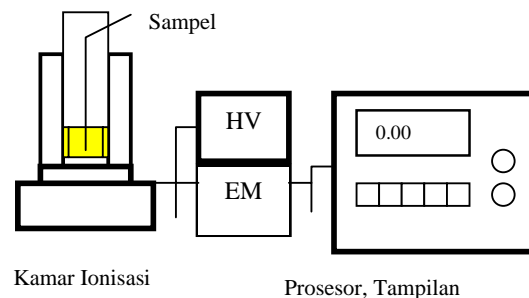 Sampel
HV
0.00
EM
Kamar Ionisasi
Prosesor, Tampilan